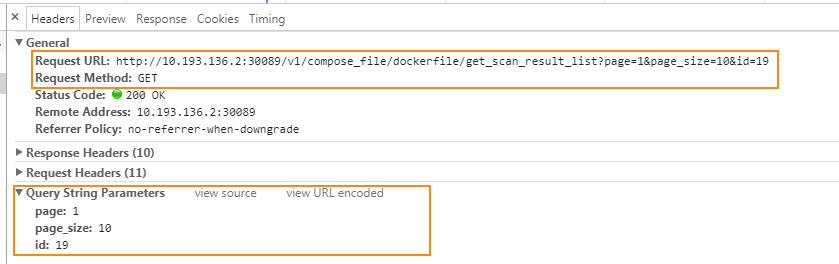 × Headers Preview Response Cookies Timing
▼ General
Request URL: http://10.193.136.2:30089/v1/compose_file/dockerfile/get_scan_result_list?page=1&page_size=10&id=19
Request Method: GET
Status Code: 200 OK
Remote Address: 10.193.136.2:30089
Referrer Policy: no-referrer-when-downgrade
► Response Headers (10)
► Request Headers (11)
▼ Query String Parameters view source view URL encoded
page: 1
page_size: 10
id: 19